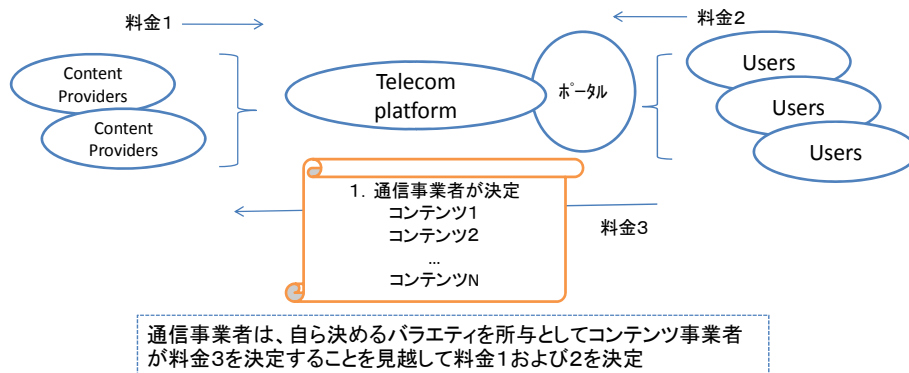 料金1
料金2
Content
Providers
Content
Providers
Telecom
platform
ポータル
Users
Users
Users
1. 通信事業者が決定
コンテンツ1
コンテンツ2
...
コンテンツN
料金3
通信事業者は、自ら決めるバラエティを所与としてコンテンツ事業者
が料金3を決定することを見越して料金1および2を決定